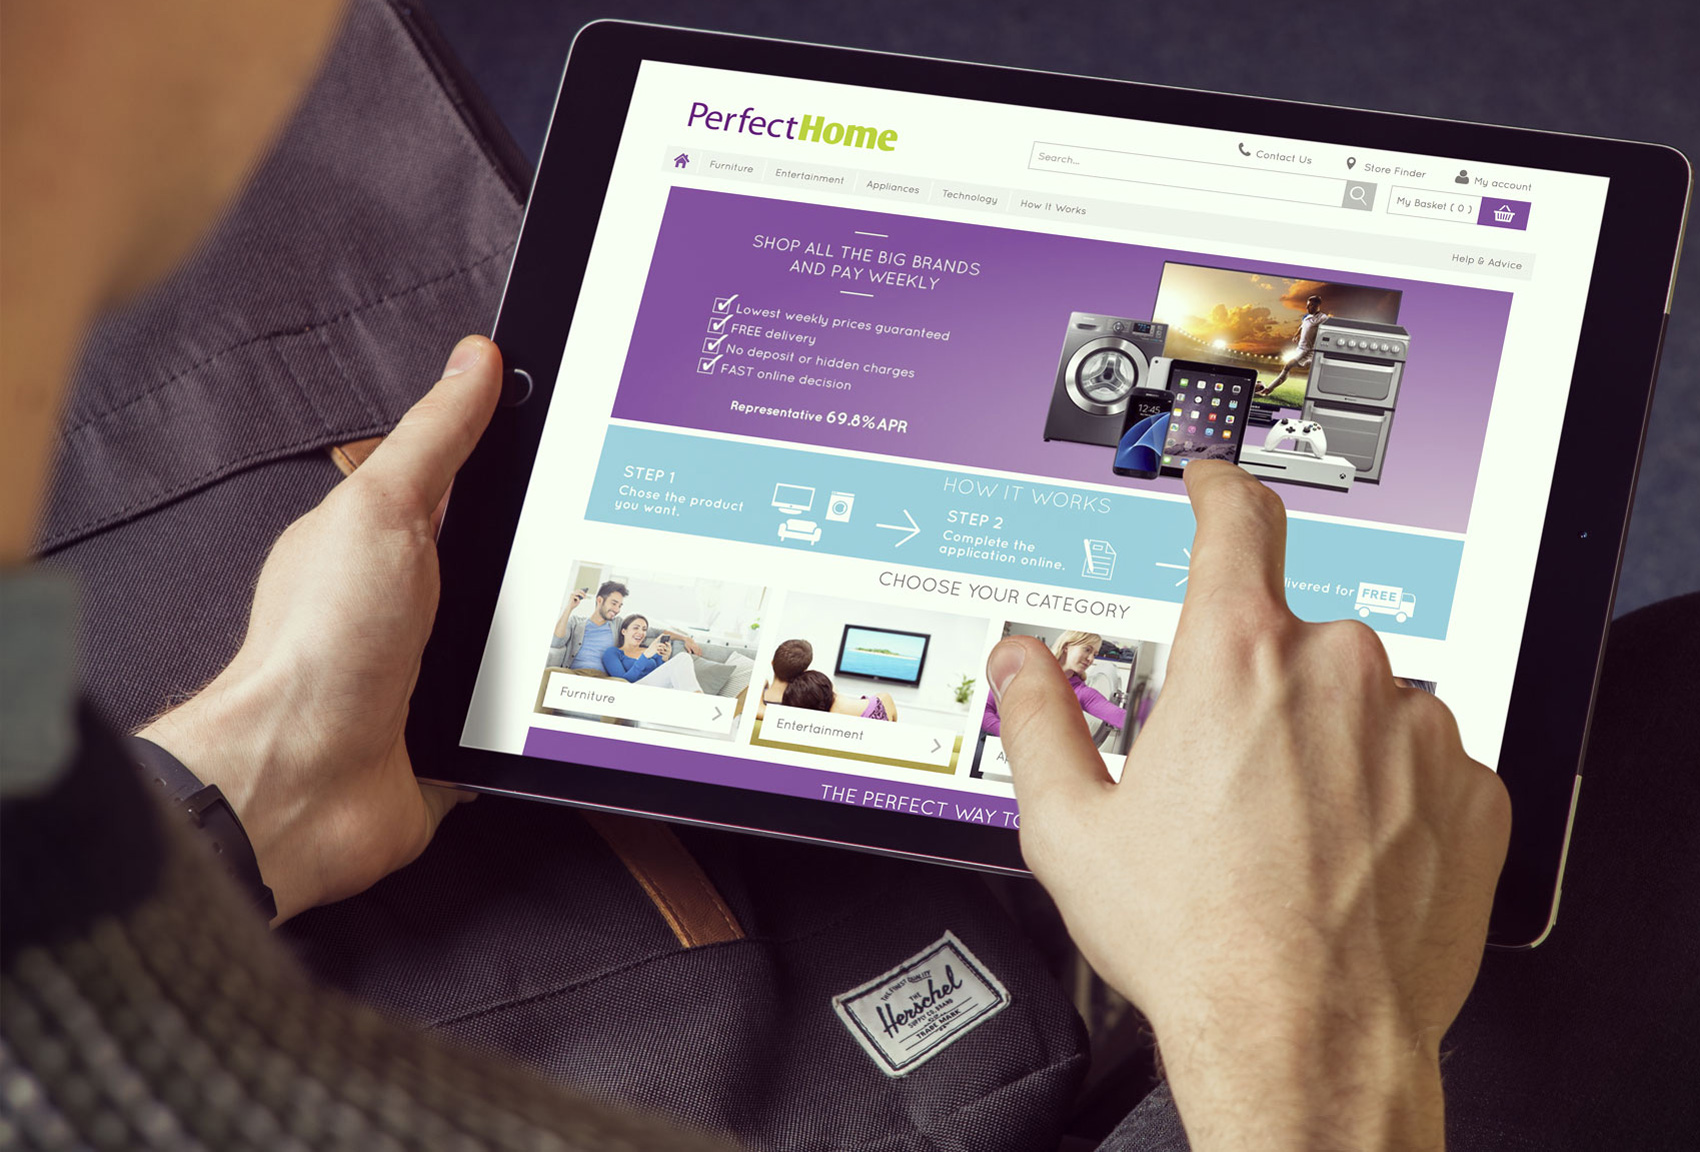 PerfectHome
Contact Us
Store Finder
My account
Search...
My Basket ( 0 )
Furniture
Entertainment
Appliances
Technology
How It Works
Help & Advice
SHOP ALL THE BIG BRANDS
AND PAY WEEKLY
Lowest weekly prices guaranteed
FREE delivery
No deposit or hidden charges
FAST online decision
Representative 69.8% APR
12:45
HOW IT WORKS
STEP 1
Chose the product
you want.
STEP 2
Complete the
application online.
livered for
FREE
CHOOSE YOUR CATEGORY
Furniture
Entertainment
A
THE PERFECT WAY TO
THE FINEST QUALITY
THE
Herschel
SUPPLY CO. BRAND
TRADE MARK